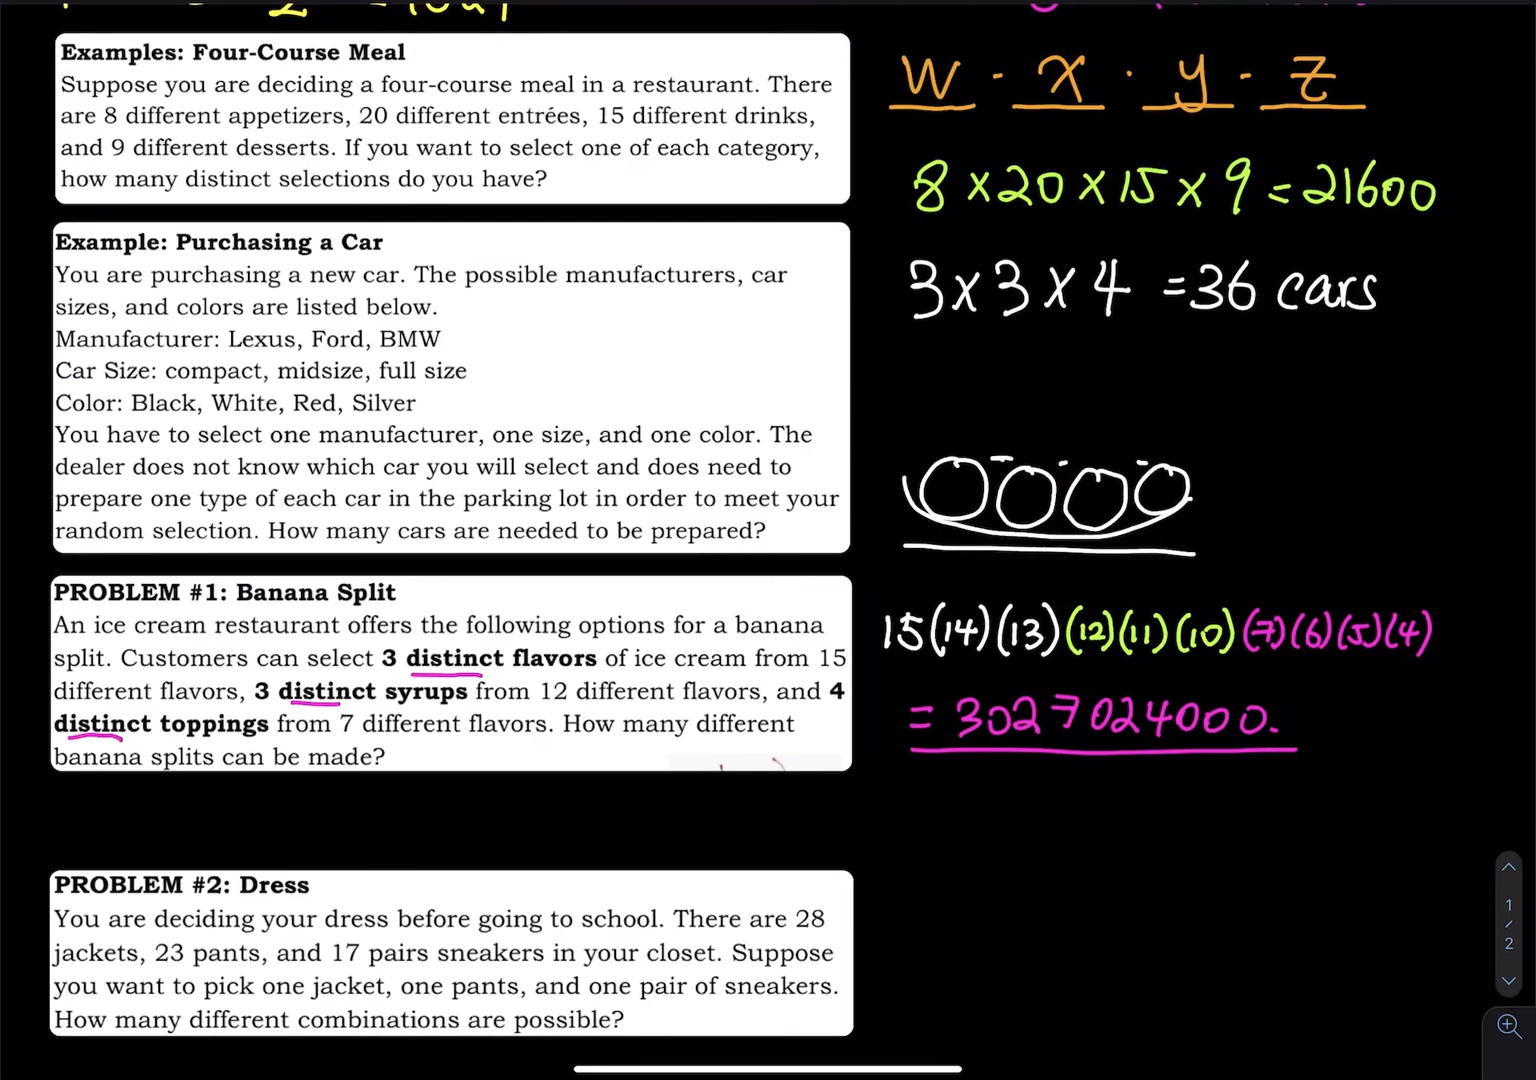 Examples: Four-Course Meal
Suppose you are deciding a four-course meal in a restaurant. There
are 8 different appetizers, 20 different entrées, 15 different drinks,
and 9 different desserts. If you want to select one of each category,
how many distinct selections do you have?
W · X · y · Z
8 × 20 × 15 × 9 = 21600
Example: Purchasing a Car
You are purchasing a new car. The possible manufacturers, car
sizes, and colors are listed below.
Manufacturer: Lexus, Ford, BMW
Car Size: compact, midsize, full size
Color: Black, White, Red, Silver
You have to select one manufacturer, one size, and one color. The
dealer does not know which car you will select and does need to
prepare one type of each car in the parking lot in order to meet your
random selection. How many cars are needed to be prepared?
3 × 3 × 4 = 36 cars
PROBLEM #1: Banana Split
An ice cream restaurant offers the following options for a banana
split. Customers can select 3 distinct flavors of ice cream from 15
different flavors, 3 distinct syrups from 12 different flavors, and 4
distinct toppings from 7 different flavors. How many different
banana splits can be made?
15(14)(13)(12)(11)(10)(7)(6)(5)(4)
= 3027024000.
PROBLEM #2: Dress
You are deciding your dress before going to school. There are 28
jackets, 23 pants, and 17 pairs sneakers in your closet. Suppose
you want to pick one jacket, one pants, and one pair of sneakers.
How many different combinations are possible?
1
/
2